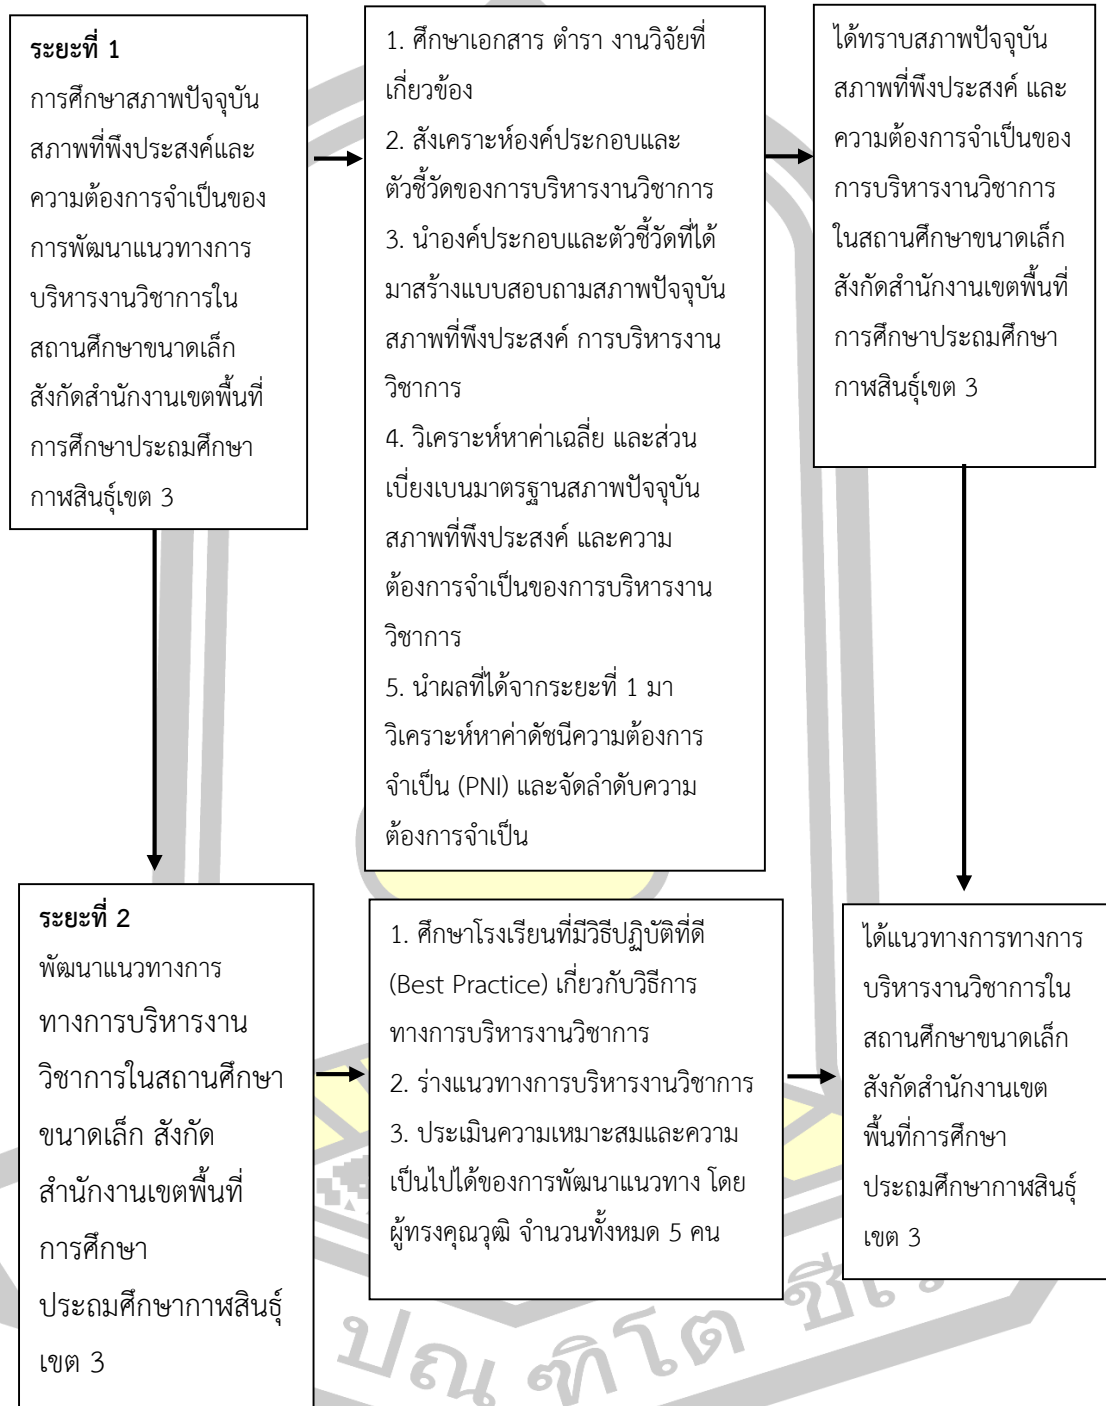 ระยะที่ 1
การศึกษาสภาพปัจจุบัน
สภาพที่พึงประสงค์และ
ความต้องการจำเป็นของ
การพัฒนาแนวทางการ
บริหารงานวิชาการใน
สถานศึกษาขนาดเล็ก
สังกัดสำนักงานเขตพื้นที่
การศึกษาประถมศึกษา
กาฬสินธุ์เขต 3
1. ศึกษาเอกสาร ตำรา งานวิจัยที่
เกี่ยวข้อง
2. สังเคราะห์องค์ประกอบและ
ตัวชี้วัดของการบริหารงานวิชาการ
3. นำองค์ประกอบและตัวชี้วัดที่ได้
มาสร้างแบบสอบถามสภาพปัจจุบัน
สภาพที่พึงประสงค์ การบริหารงาน
วิชาการ
4. วิเคราะห์หาค่าเฉลี่ย และส่วน
เบี่ยงเบนมาตรฐานสภาพปัจจุบัน
สภาพที่พึงประสงค์ และความ
ต้องการจำเป็นของการบริหารงาน
วิชาการ
5. นำผลที่ได้จากระยะที่ 1 มา
วิเคราะห์หาค่าดัชนีความต้องการ
จำเป็น (PNI) และจัดลำดับความ
ต้องการจำเป็น
ได้ทราบสภาพปัจจุบัน
สภาพที่พึงประสงค์ และ
ความต้องการจำเป็นของ
การบริหารงานวิชาการ
ในสถานศึกษาขนาดเล็ก
สังกัดสำนักงานเขตพื้นที่
การศึกษาประถมศึกษา
กาฬสินธุ์เขต 3
ระยะที่ 2
พัฒนาแนวทางการ
ทางการบริหารงาน
วิชาการในสถานศึกษา
ขนาดเล็ก สังกัด
สำนักงานเขตพื้นที่
การศึกษา
ประถมศึกษากาฬสินธุ์
เขต 3
1. ศึกษาโรงเรียนที่มีวิธีปฏิบัติที่ดี
(Best Practice) เกี่ยวกับวิธีการ
ทางการบริหารงานวิชาการ
2. ร่างแนวทางการบริหารงานวิชาการ
3. ประเมินความเหมาะสมและความ
เป็นไปได้ของการพัฒนาแนวทาง โดย
ผู้ทรงคุณวุฒิ จำนวนทั้งหมด 5 คน
ได้แนวทางการทางการ
บริหารงานวิชาการใน
สถานศึกษาขนาดเล็ก
สังกัดสำนักงานเขต
พื้นที่การศึกษา
ประถมศึกษากาฬสินธุ์
เขต 3
ปณฺฑิโต